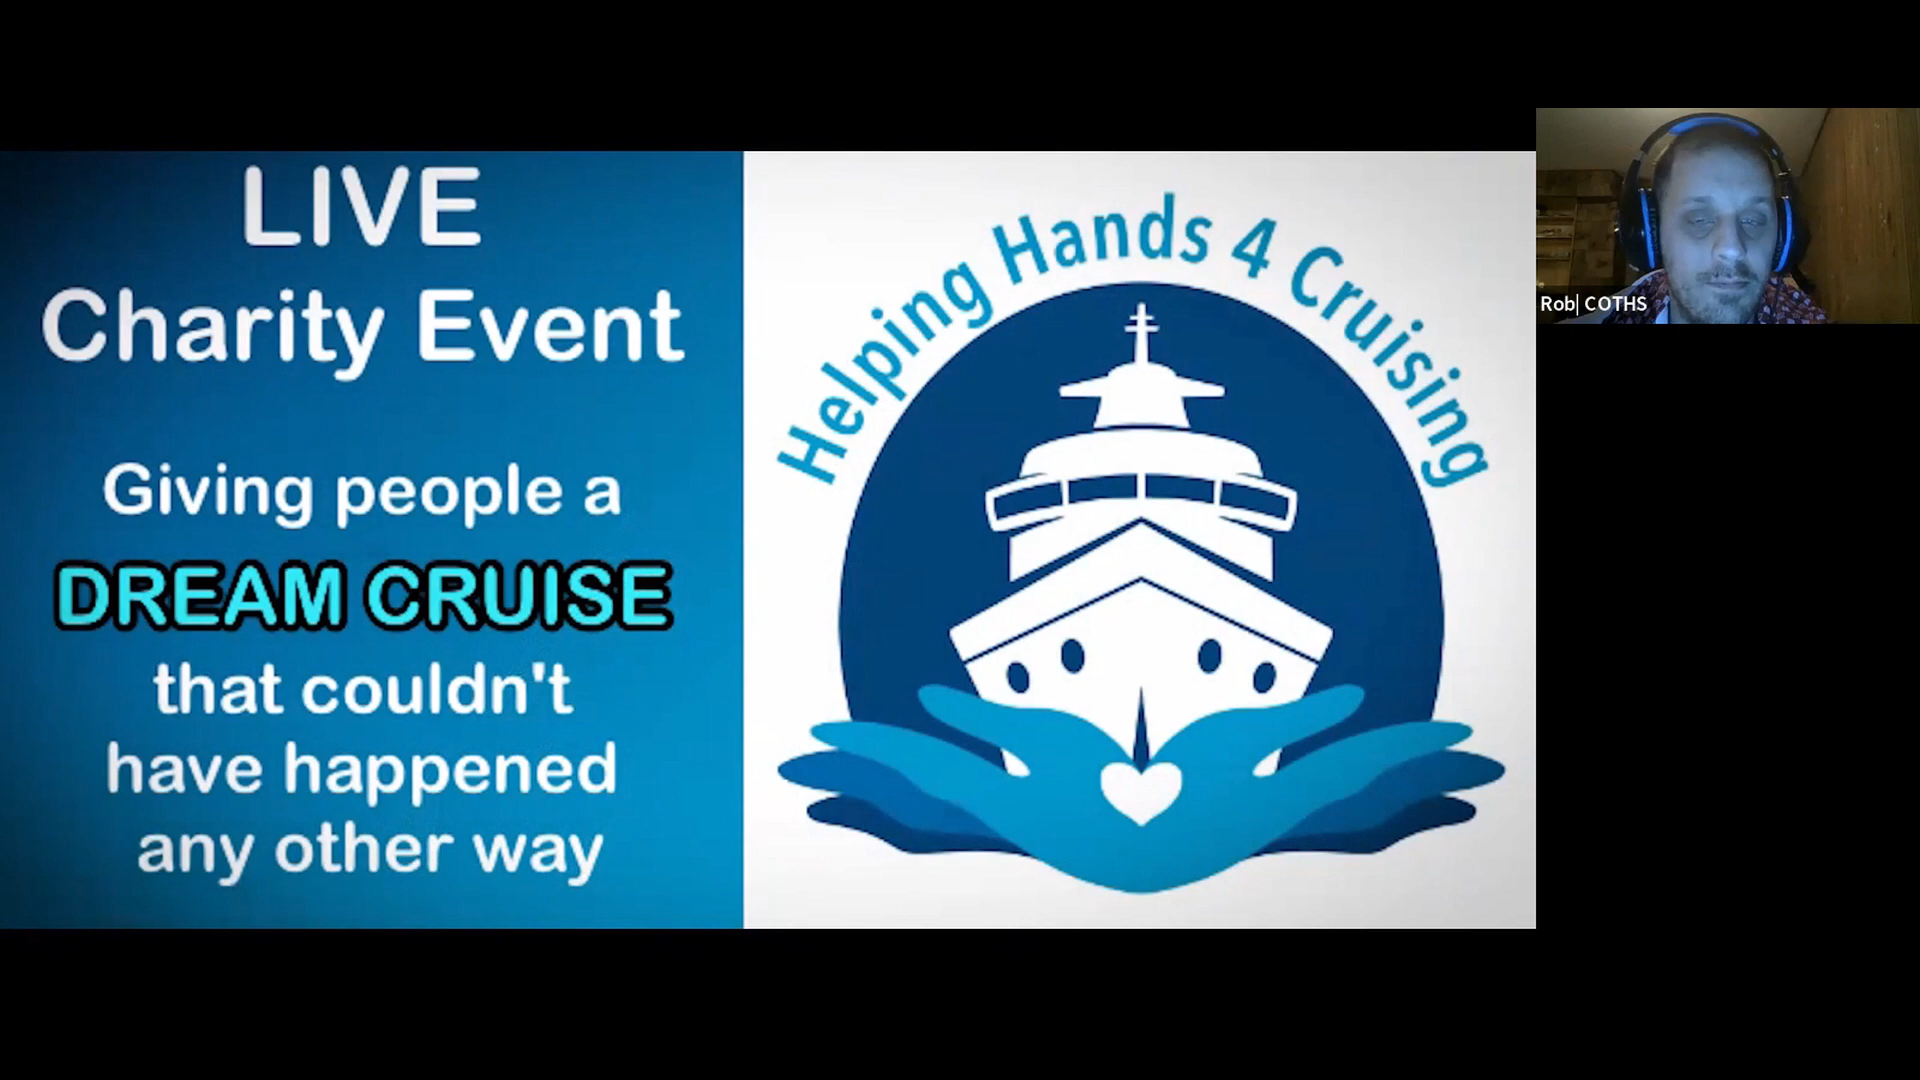 LIVE
Charity Event
Giving people a
DREAM CRUISE
that couldn't
have happened
any other way
Helping Hands 4 Cruising
Rob| COTHS